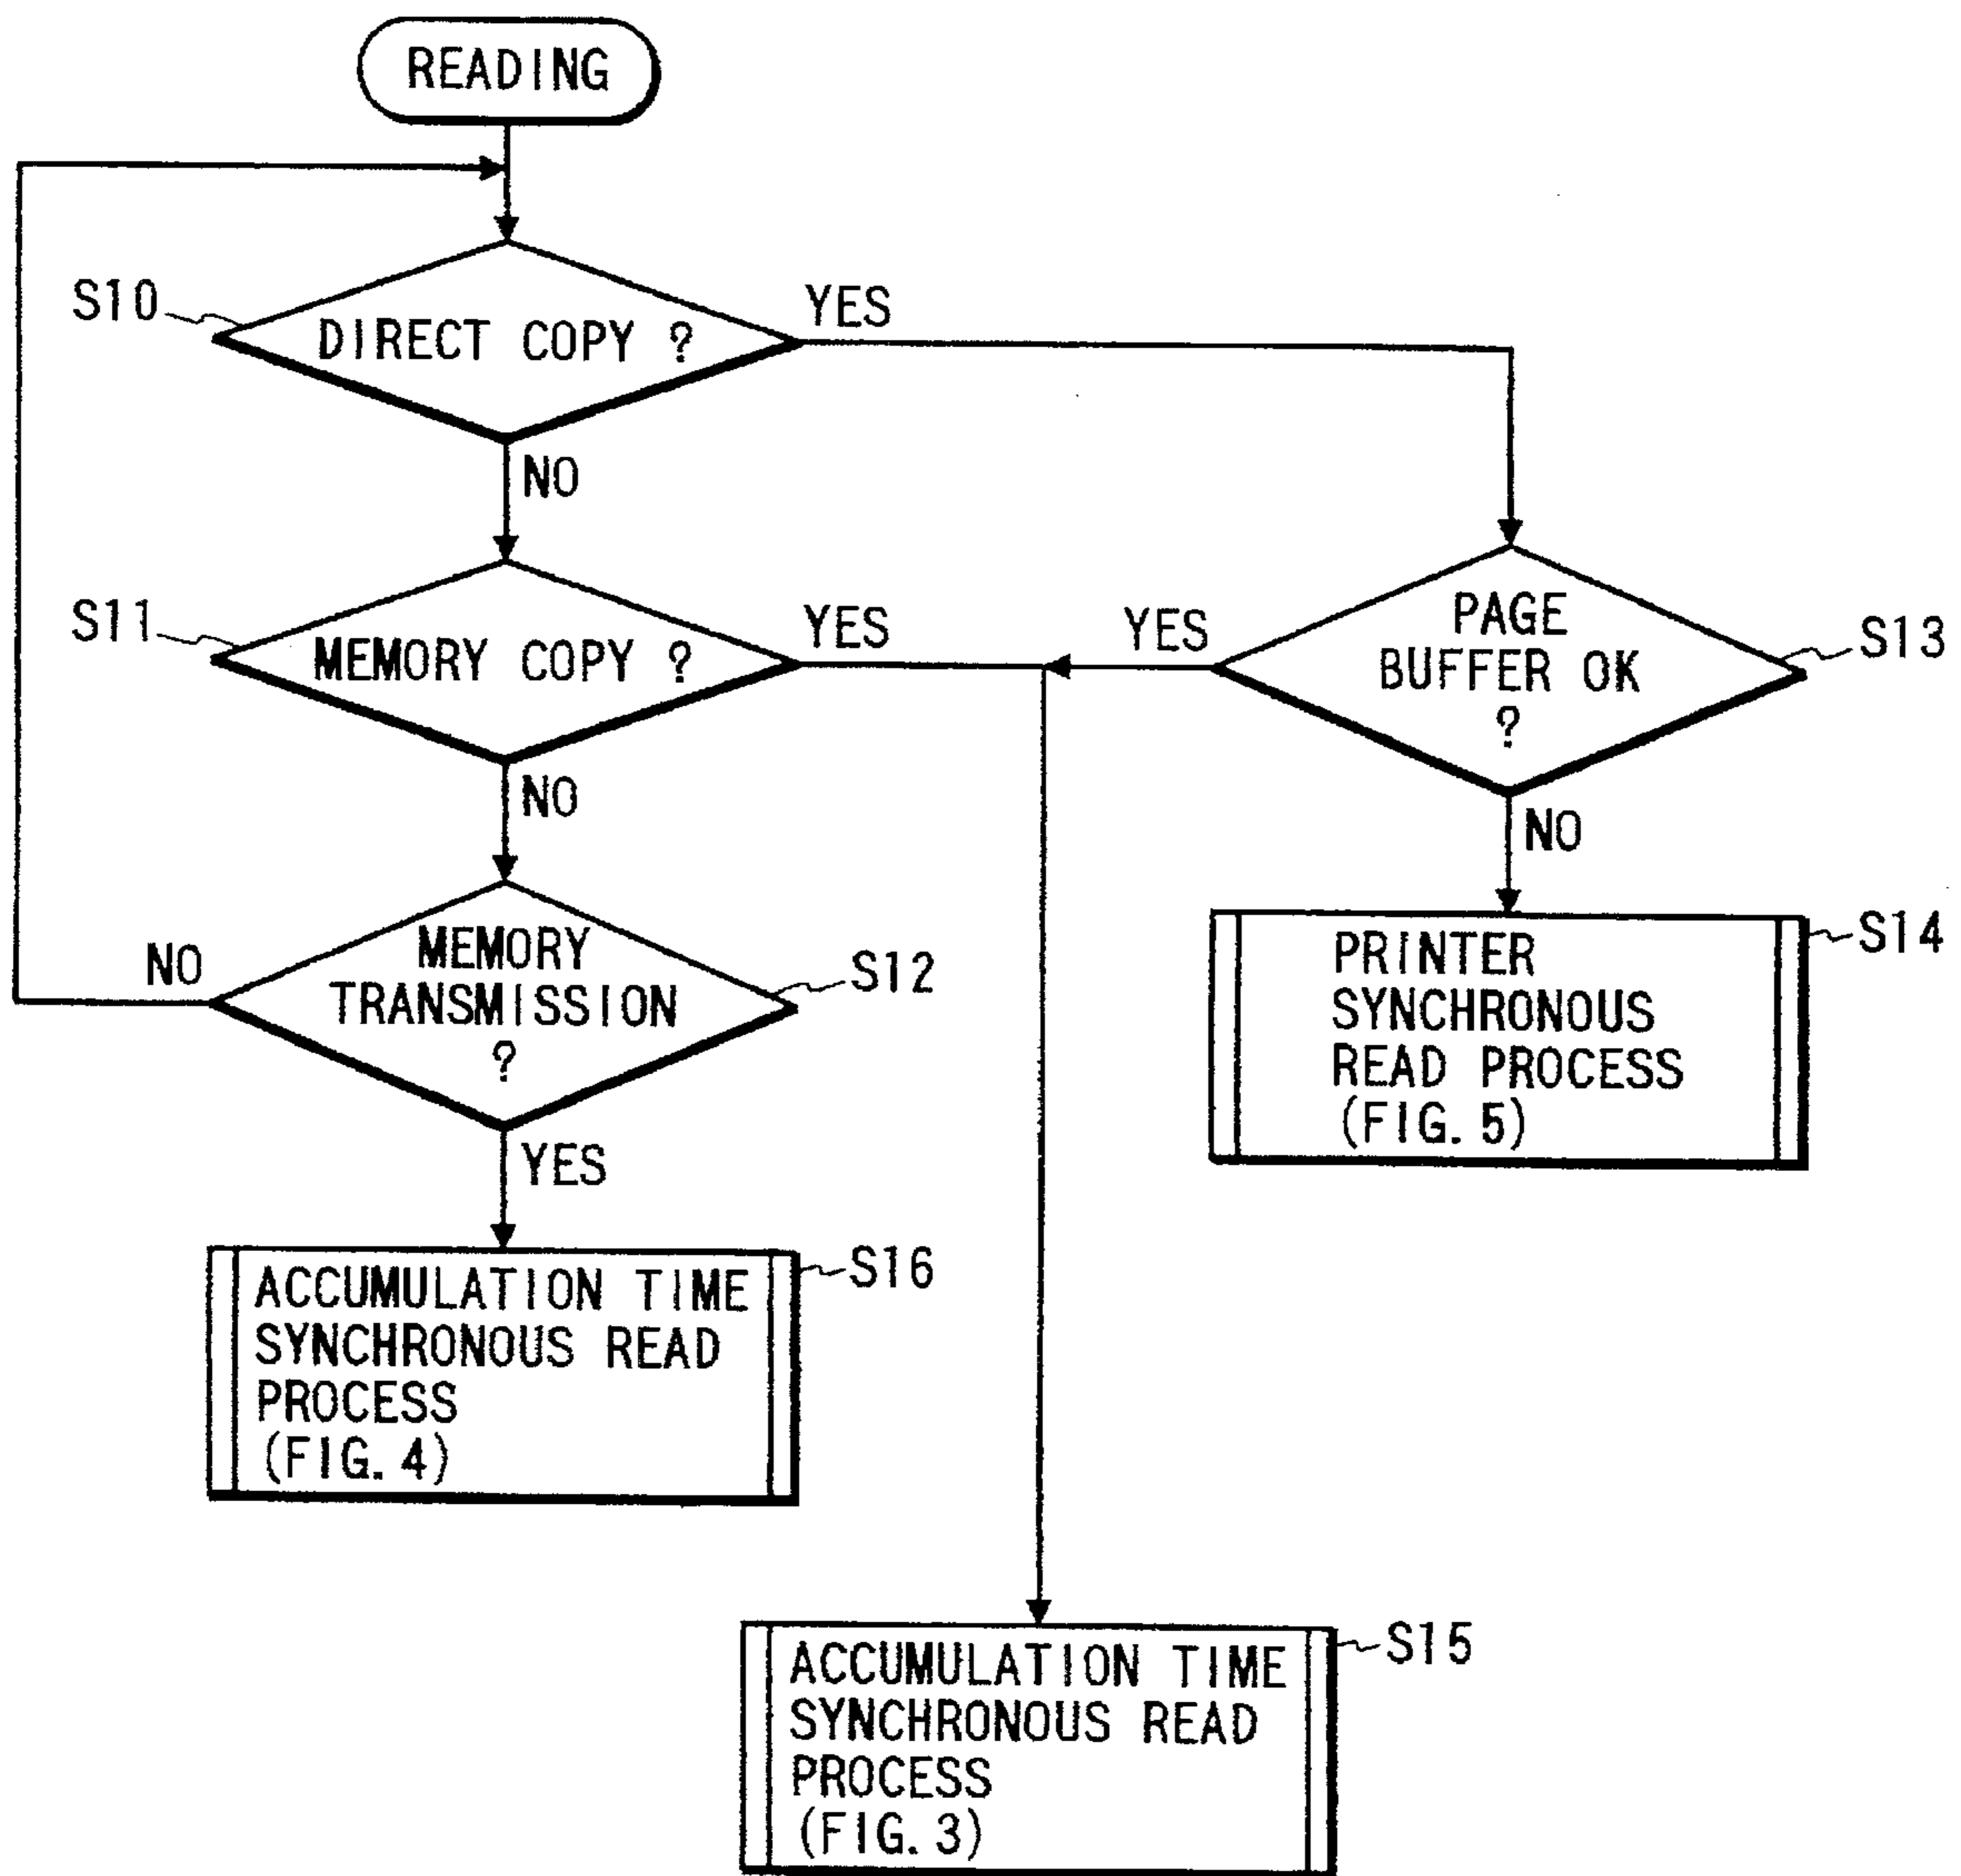 READING
S10
DIRECT COPY ?
YES
NO
S11
MEMORY COPY ?
YES
NO
YES
PAGE
BUFFER OK
?
S13
NO
MEMORY
TRANSMISSION
?
S12
NO
YES
PRINTER
SYNCHRONOUS
READ PROCESS
(FIG. 5)
S14
ACCUMULATION TIME
SYNCHRONOUS READ
PROCESS
(FIG. 4)
S16
ACCUMULATION TIME
SYNCHRONOUS READ
PROCESS
(FIG. 3)
S15